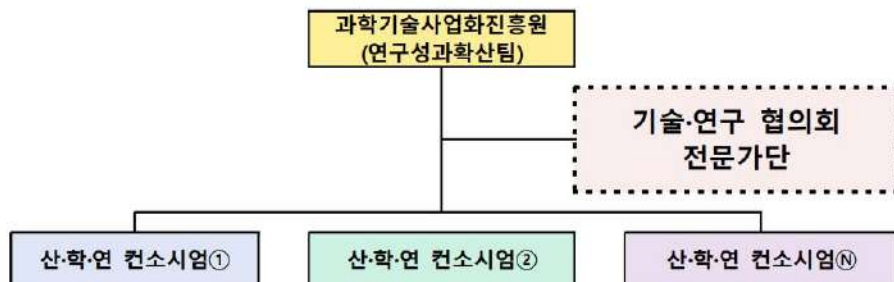 과학기술사업화진흥원
(연구성과확산팀)
기술·연구 협의회
전문가단
산·학·연 컨소시엄①
산·학·연 컨소시엄②
산·학·연 컨소시엄Ⓝ